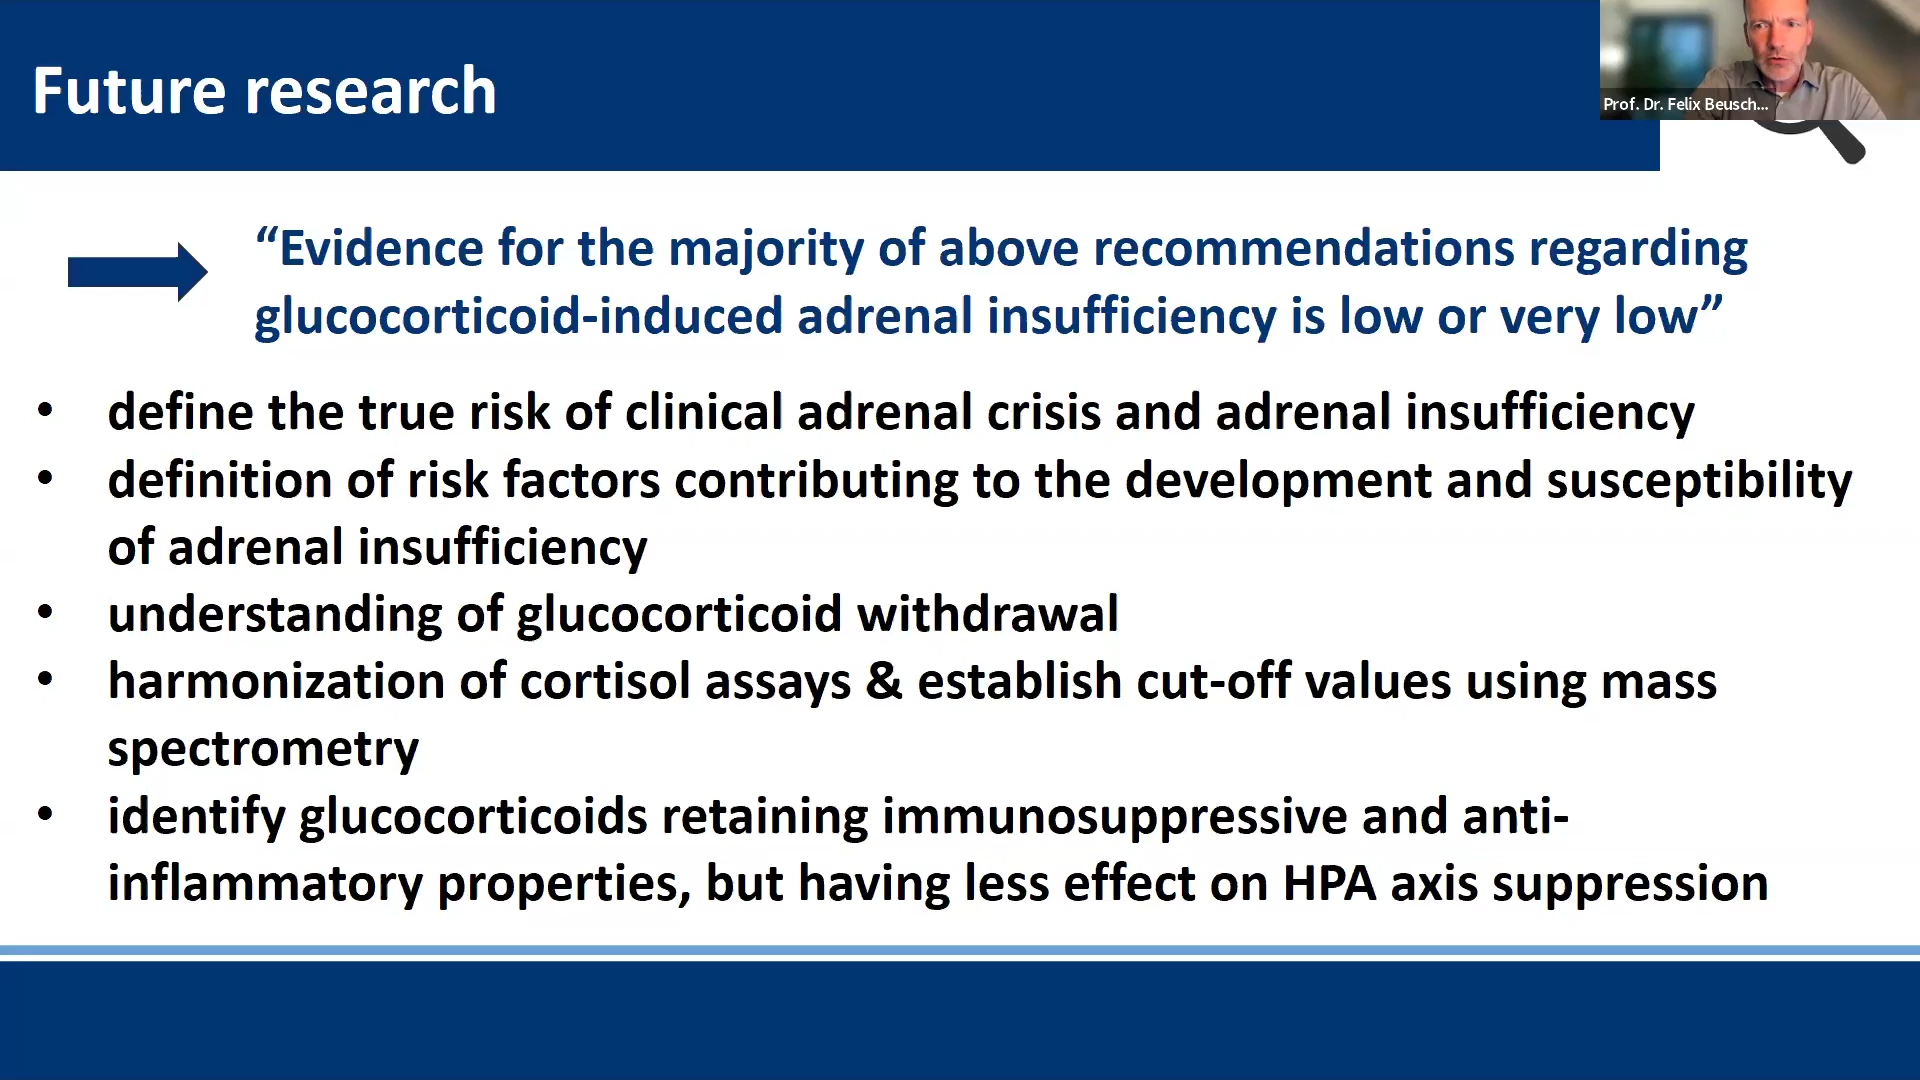 Future research
Prof. Dr. Felix Beusch...
“Evidence for the majority of above recommendations regarding
glucocorticoid-induced adrenal insufficiency is low or very low”
• define the true risk of clinical adrenal crisis and adrenal insufficiency
• definition of risk factors contributing to the development and susceptibility
of adrenal insufficiency
• understanding of glucocorticoid withdrawal
• harmonization of cortisol assays & establish cut-off values using mass
spectrometry
• identify glucocorticoids retaining immunosuppressive and anti-
inflammatory properties, but having less effect on HPA axis suppression